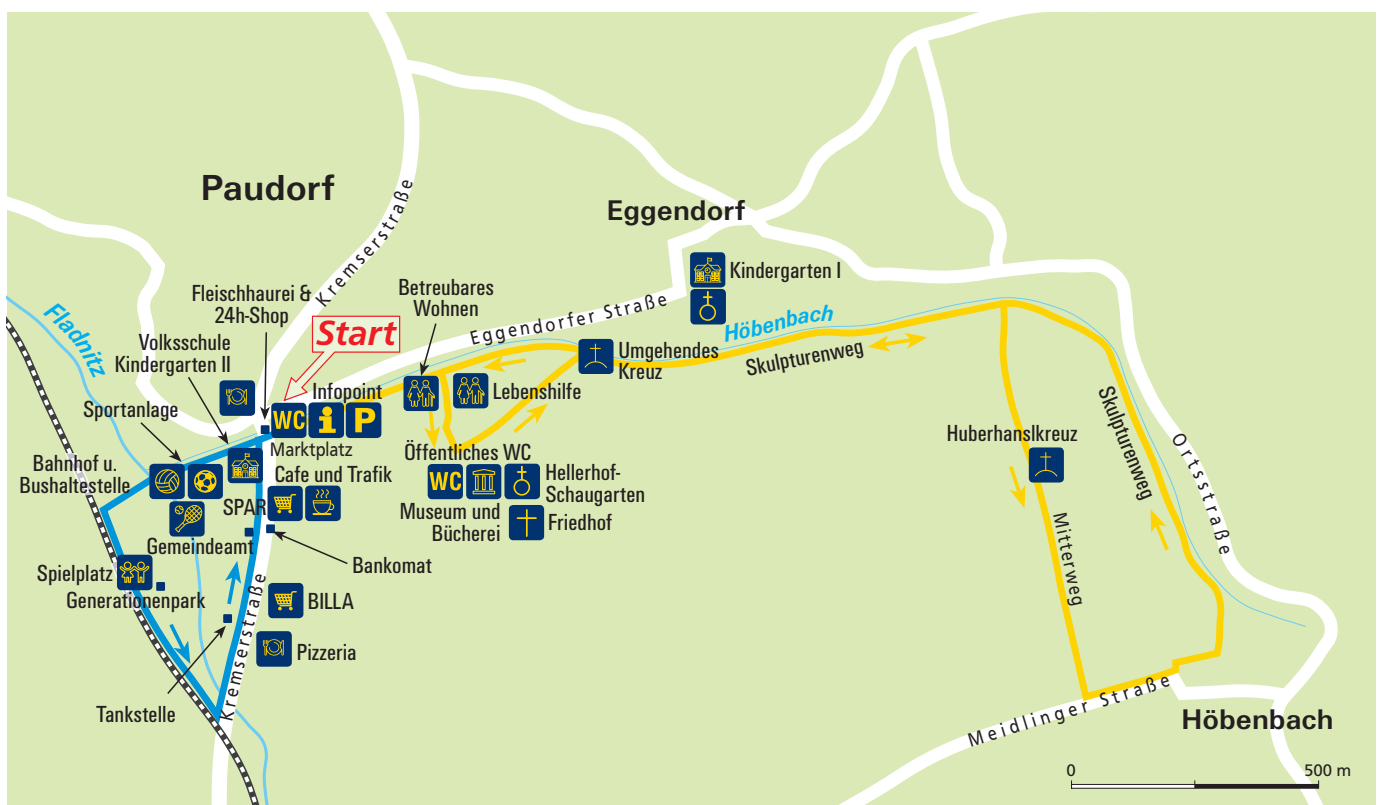 Paudorf
Eggendorf
Kremserstraße
Kindergarten I
Fleischhaurei &
24h-Shop
Betreubares
Wohnen
Eggendorfer Straße
Höbenbach
Fladnitz
Volksschule
Kindergarten II
Start
Skulpturenweg
Umgehendes
Kreuz
Infopoint
Sportanlage
WC
i
P
Lebenshilfe
Marktplatz
Skulpturenweg
Ortsstraße
Huberhanslkreuz
Bahnhof u.
Bushaltestelle
Cafe und Trafik
Öffentliches WC
WC
Hellerhof-
Schaugarten
SPAR
Museum und
Bücherei
Friedhof
Gemeindeamt
Bankomat
Mitterweg
Spielplatz
Generationenpark
BILLA
Kremserstraße
Pizzeria
Tankstelle
Meidlinger Straße
Höbenbach
0
500 m